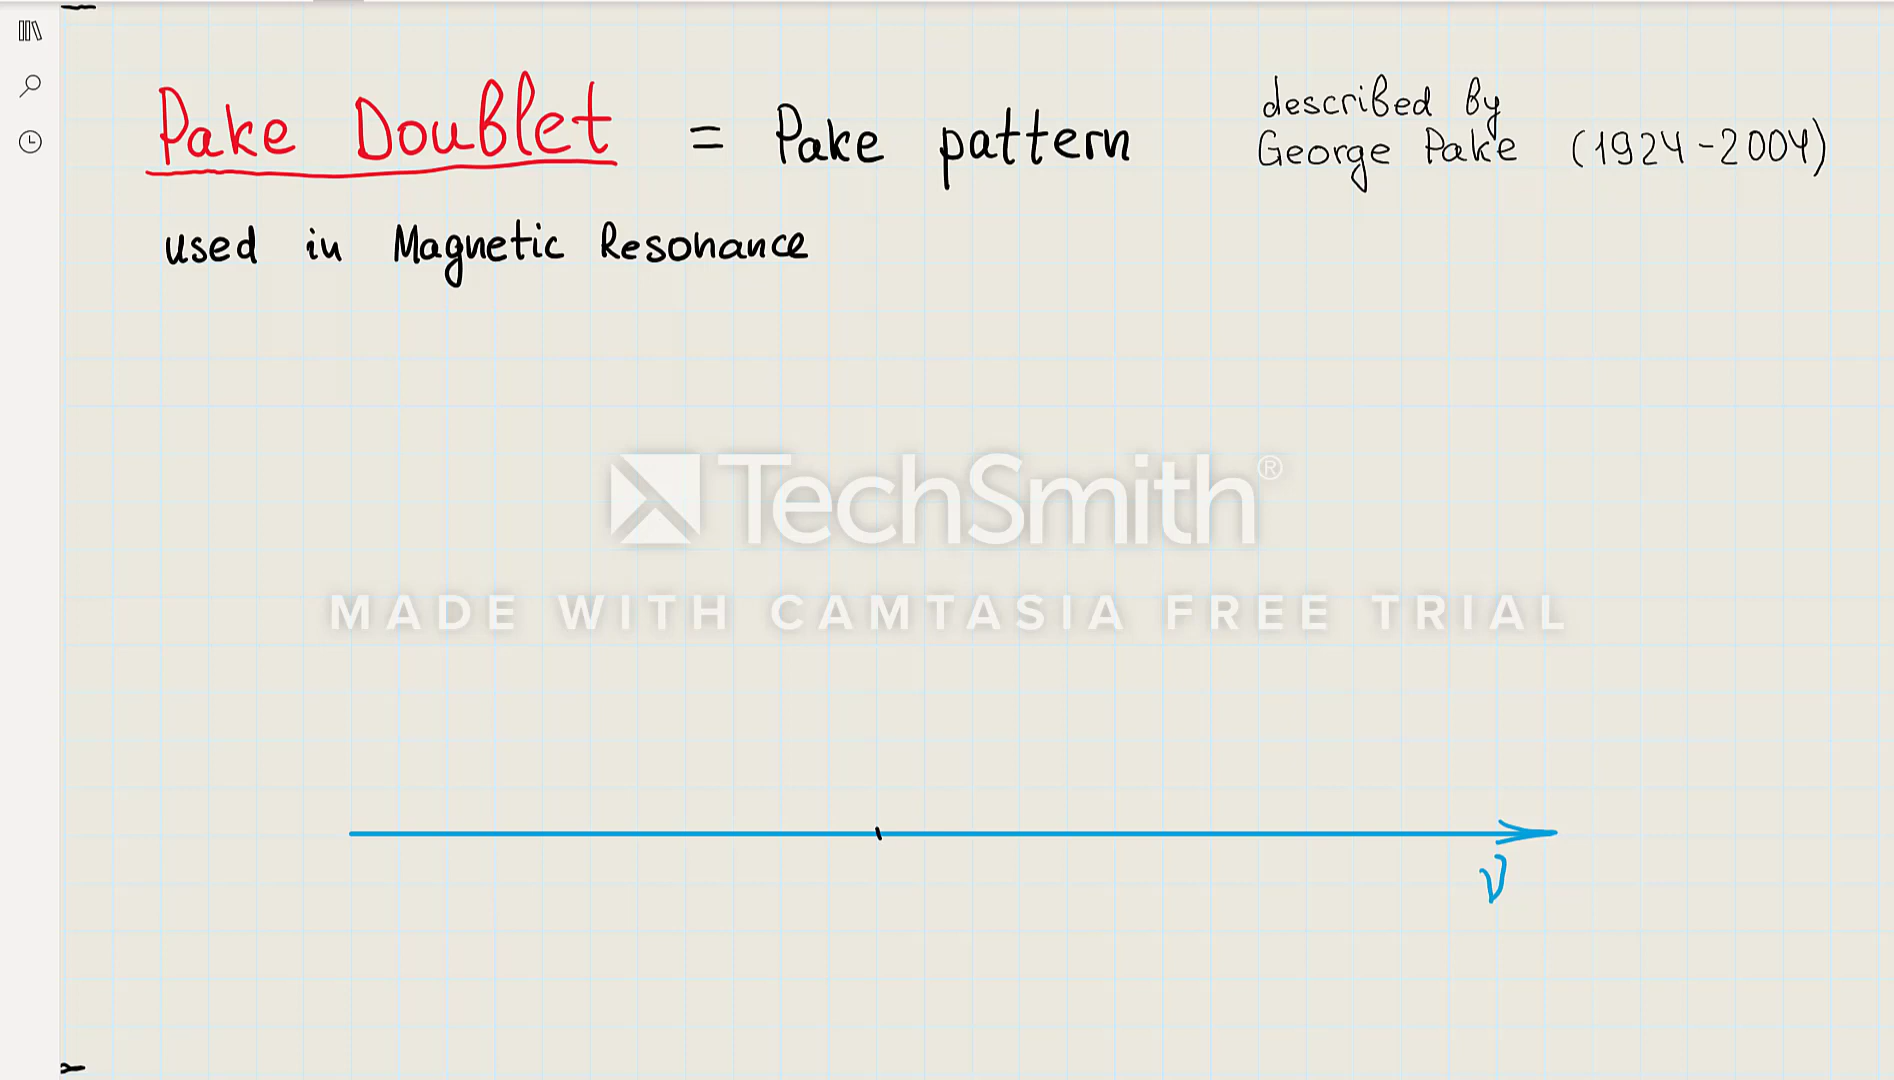 Pake Doublet = Pake pattern
described by
George Pake (1924-2004)
used in Magnetic Resonance
TechSmith®
MADE WITH CAMTASIA FREE TRIAL
ν